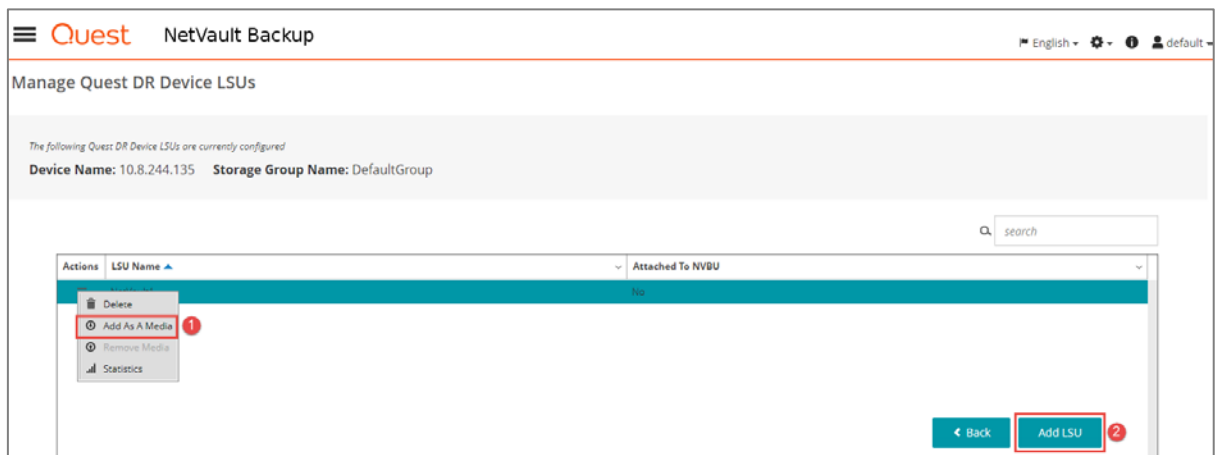 Quest NetVault Backup English default
Manage Quest DR Device LSUs
The following Quest DR Device LSUs are currently configured
Device Name: 10.8.244.135 Storage Group Name: DefaultGroup
search
Actions LSU Name Attached To NVBU
No
Delete
Add As A Media 1
Remove Media
Statistics
Back Add LSU 2